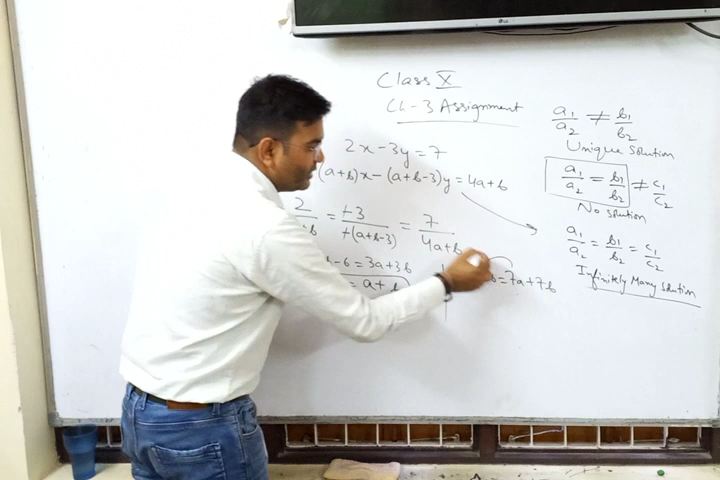 Class X
Ch-3 Assignment
2x-3y=7
(a+b)x-(a+b-3)y=4a+b
2 = -3/-(a+b-3) = 7/4a+b
-6=3a+3b
=a+b
=7a+7b
a1/a2 ≠ b1/b2
Unique Solution
a1/a2 = b1/b2 ≠ c1/c2
No solution
a1/a2 = b1/b2 = c1/c2
Infinitely Many Solution
LG